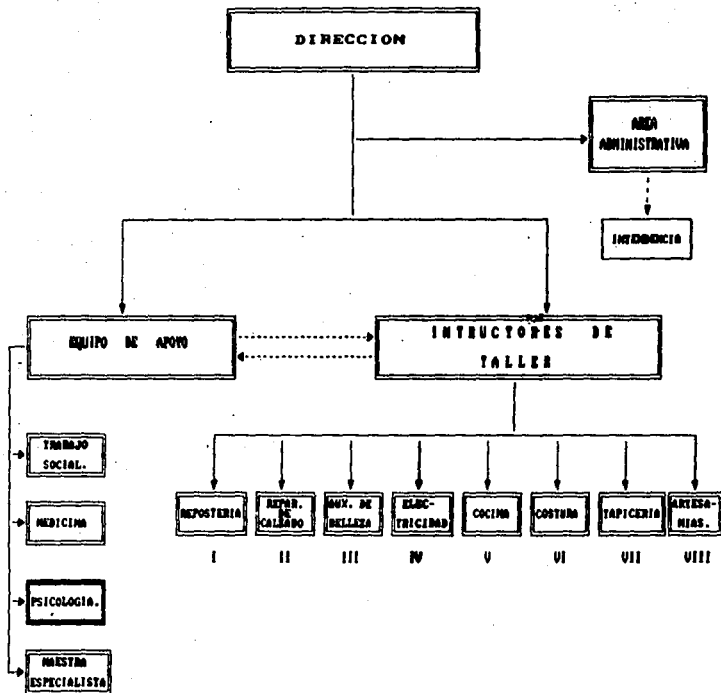 DIRECCION
AREA
ADMINISTRATIVA
INTENDENCIA
EQUIPO DE APOYO
INTRUCTORES DE
TALLER
TRABAJO
SOCIAL.
MEDICINA
PSICOLOGIA.
MAESTRA
ESPECIALISTA
REPOSTERIA
REPAR.
DE
CALZADO
AUX. DE
BELLEZA
ELEC-
TRICIDAD
COCINA
COSTURA
TAPICERIA
ARTESA-
NIAS.
I II III IV V VI VII VIII